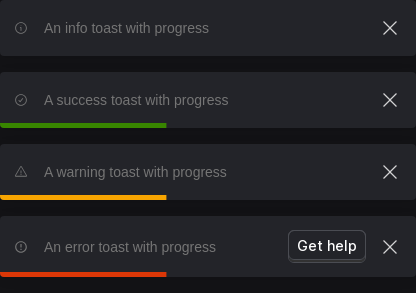 An info toast with progress
A success toast with progress
A warning toast with progress
An error toast with progress Get help